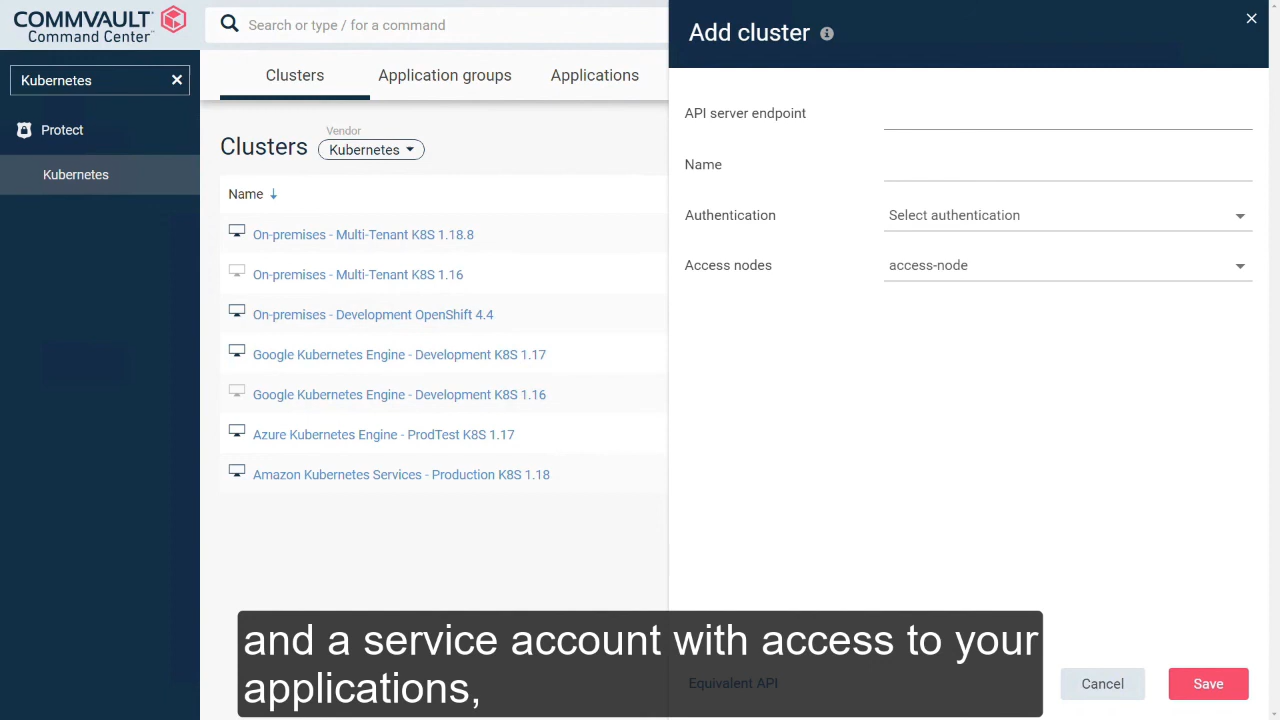 COMMVAULT
Command Center
Search or type / for a command
Add cluster
Kubernetes
Clusters
Application groups
Applications
Protect
Kubernetes
Clusters
Vendor
Kubernetes
Name
On-premises - Multi-Tenant K8S 1.18.8
On-premises - Multi-Tenant K8S 1.16
On-premises - Development OpenShift 4.4
Google Kubernetes Engine - Development K8S 1.17
Google Kubernetes Engine - Development K8S 1.16
Azure Kubernetes Engine - ProdTest K8S 1.17
Amazon Kubernetes Services - Production K8S 1.18
API server endpoint
Name
Authentication
Select authentication
Access nodes
access-node
Equivalent API
Cancel
Save
and a service account with access to your
applications,